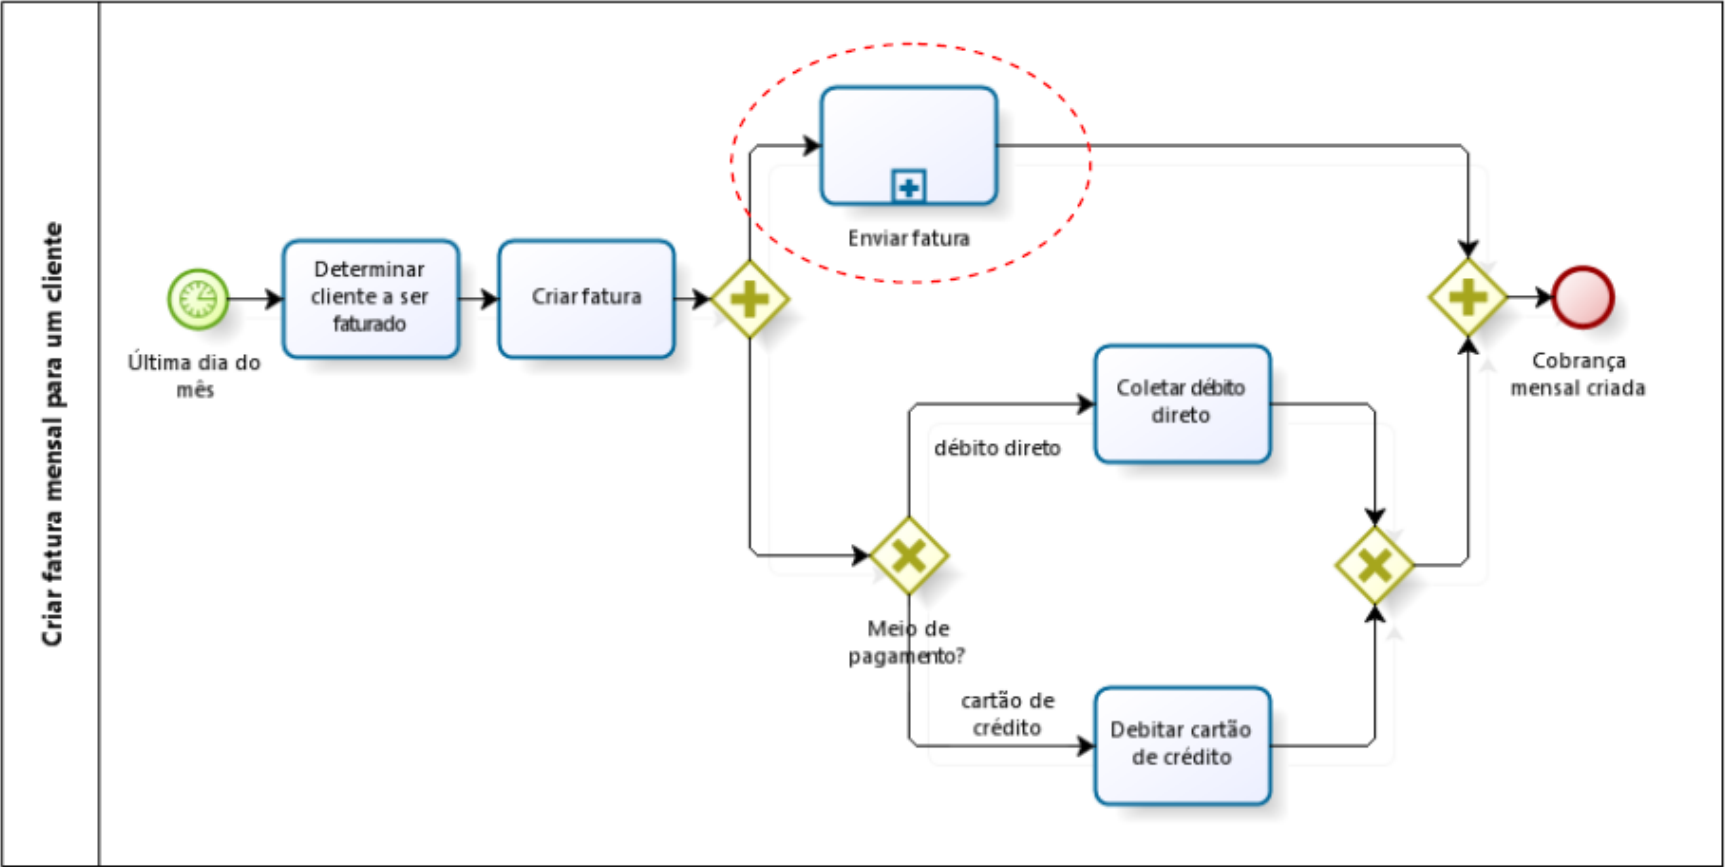 Criar fatura mensal para um cliente
Última dia do
mês
Determinar
cliente a ser
faturado
Criar fatura
Enviar fatura
débito direto
Coletar débito
direto
Meio de
pagamento?
cartão de
crédito
Debitar cartão
de crédito
Cobrança
mensal criada